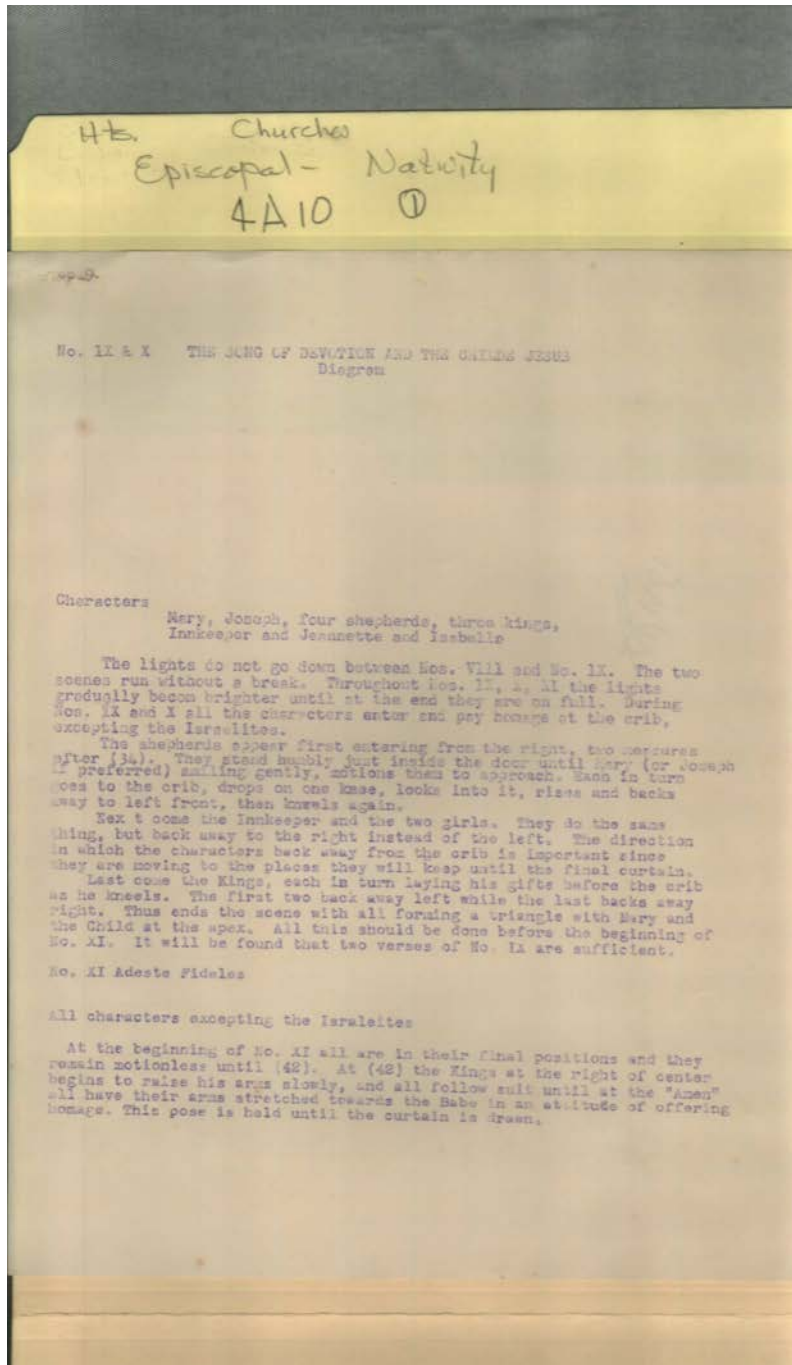 Hts. Churches
Episcopal - Nativity
4A10 ①
p.9.
No. IX & X THE SONG OF DEVOTION AND THE CHILDE JESUS
Diagram
Characters
Mary, Joseph, four shepherds, three kings,
Innkeeper and Jeannette and Isabelle
The lights do not go down between Nos. VIII and No. IX. The two
scenes run without a break. Throughout Nos. IX, X, XI the lights
gradually becom brighter until at the end they are on full. During
Nos. IX and X all the characters enter and pay homage at the crib,
excepting the Israelites.
The shepherds appear first entering from the right, two measures
after (34). They stand humbly just inside the door until Mary (or Joseph
if preferred) smiling gently, motions them to approach. Each in turn
goes to the crib, drops on one knee, looks into it, rises and backs
away to left front, then kneels again.
Nex t come the Innkeeper and the two girls. They do the same
thing, but back away to the right instead of the left. The direction
in which the characters back away from the crib is important since
they are moving to the places they will keep until the final curtain.
Last come the Kings, each in turn laying his gifts before the crib
as he kneels. The first two back away left while the last backs away
right. Thus ends the scene with all forming a triangle with Mary and
the Child at the apex. All this should be done before the beginning of
No. XI. It will be found that two verses of No. IX are sufficient.
No. XI Adeste Fideles
All characters excepting the Israleites
At the beginning of No. XI all are in their final positions and they
remain motionless until (42). At (42) the Kings at the right of center
begins to raise his arms slowly, and all follow suit until at the "Amen"
all have their arms stretched towards the Babe in an attitude of offering
homage. This pose is held until the curtain is drawn.